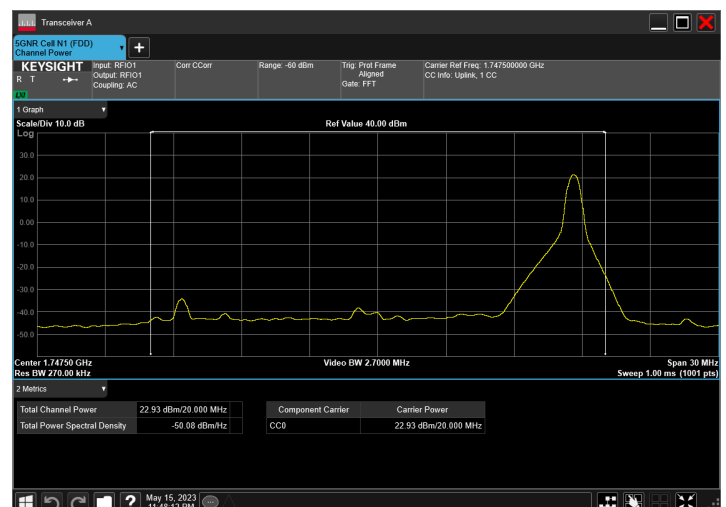 Transceiver A
5GNR Cell N1 (FDD)
Channel Power
KEYSIGHT
R T
LXI
Input: RFIO1
Output: RFIO1
Coupling: AC
Corr CCorr
Range: -60 dBm
Trig: Prot Frame
Aligned
Gate: FFT
Carrier Ref Freq: 1.747500000 GHz
CC Info: Uplink, 1 CC
1 Graph
Scale/Div 10.0 dB
Ref Value 40.00 dBm
Log
30.0
20.0
10.0
0.00
-10.0
-20.0
-30.0
-40.0
-50.0
Center 1.74750 GHz
Video BW 2.7000 MHz
Span 30 MHz
Res BW 270.00 kHz
Sweep 1.00 ms (1001 pts)
2 Metrics
Total Channel Power 22.93 dBm/20.000 MHz
Total Power Spectral Density -50.08 dBm/Hz
Component Carrier Carrier Power
CC0 22.93 dBm/20.000 MHz
?
May 15, 2023
11:48:12 PM